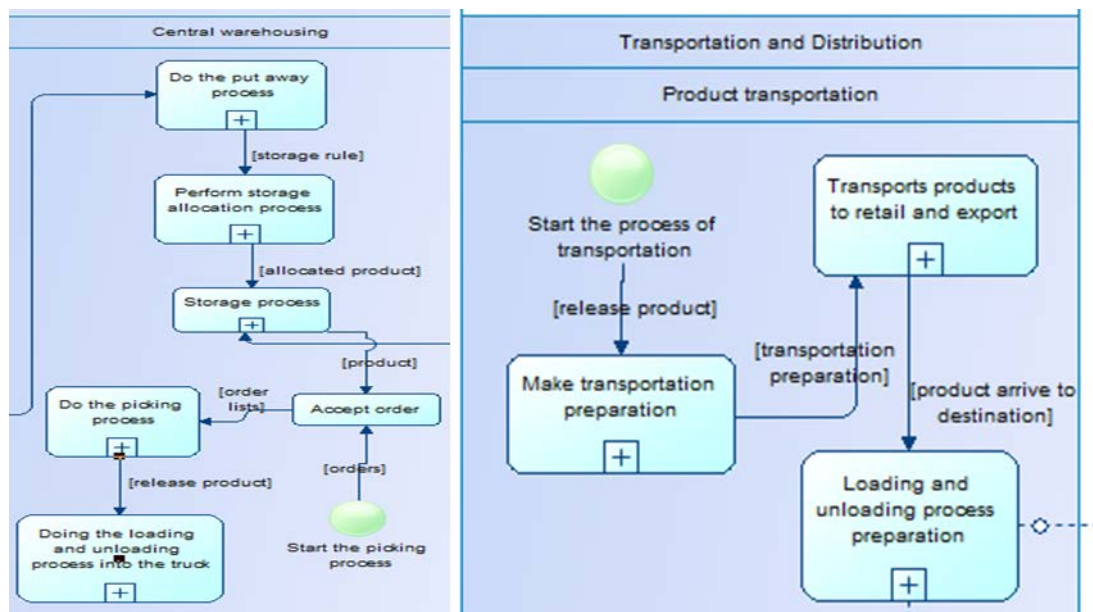 Central warehousing
Do the put away
process
[storage rule]
Perform storage
allocation process
[allocated product]
Storage process
[product]
[order
lists]
Accept order
Do the picking
process
[orders]
[release product]
Doing the loading
and unloading
process into the truck
Start the picking
process
Transportation and Distribution
Product transportation
Start the process of
transportation
Transports products
to retail and export
[release product]
[transportation
preparation]
Make transportation
preparation
[product arrive to
destination]
Loading and
unloading process
preparation